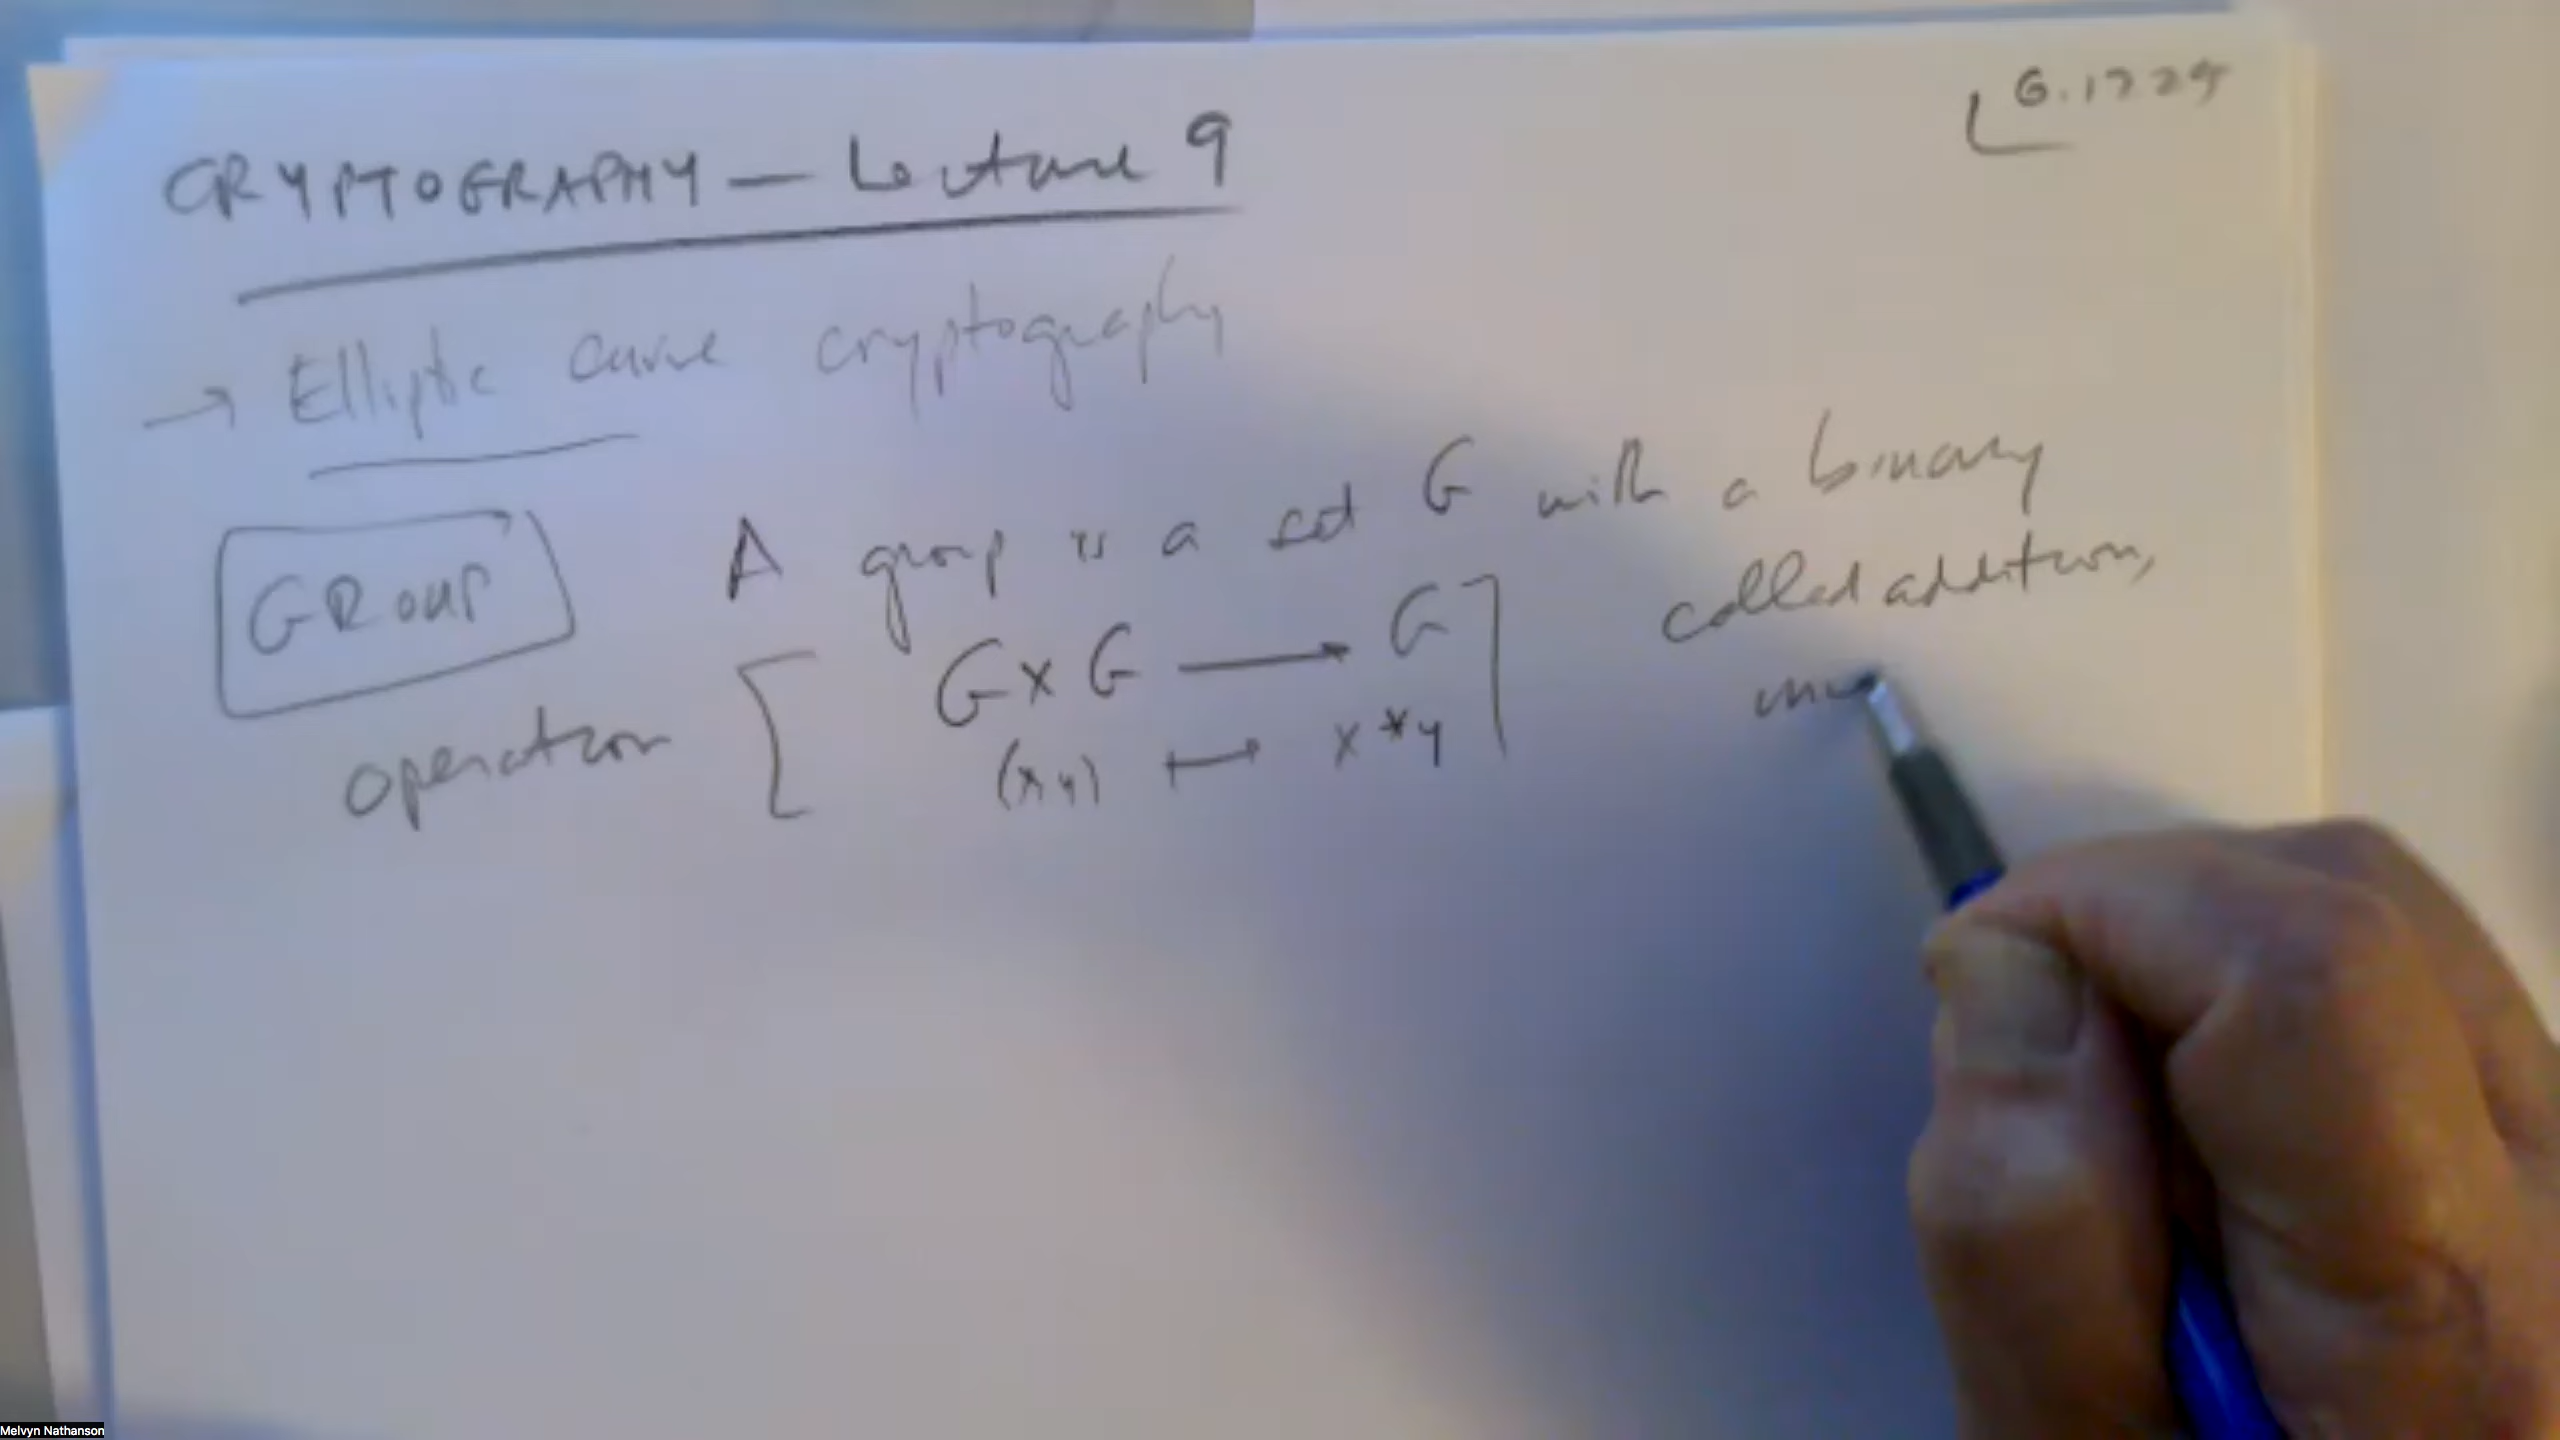 6.17.25
CRYPTOGRAPHY — Lecture 9
→ Elliptic curve cryptography
GROUP
A group is a set G with a binary
operation [ G × G ⟶ G ] called addition,
(x, y) ⟼ x * y
Melvyn Nathanson